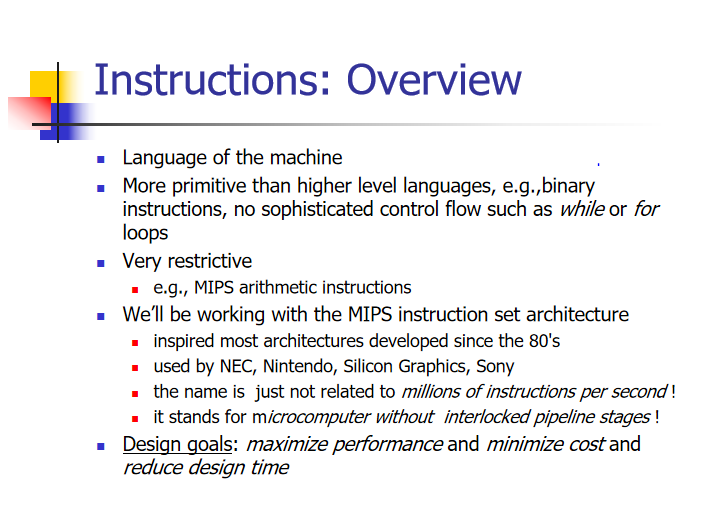 Instructions: Overview
Language of the machine
More primitive than higher level languages, e.g.,binary
instructions, no sophisticated control flow such as while or for
loops
Very restrictive
e.g., MIPS arithmetic instructions
We’ll be working with the MIPS instruction set architecture
inspired most architectures developed since the 80's
used by NEC, Nintendo, Silicon Graphics, Sony
the name is  just not related to millions of instructions per second !
it stands for microcomputer without  interlocked pipeline stages !
Design goals: maximize performance and minimize cost and
reduce design time